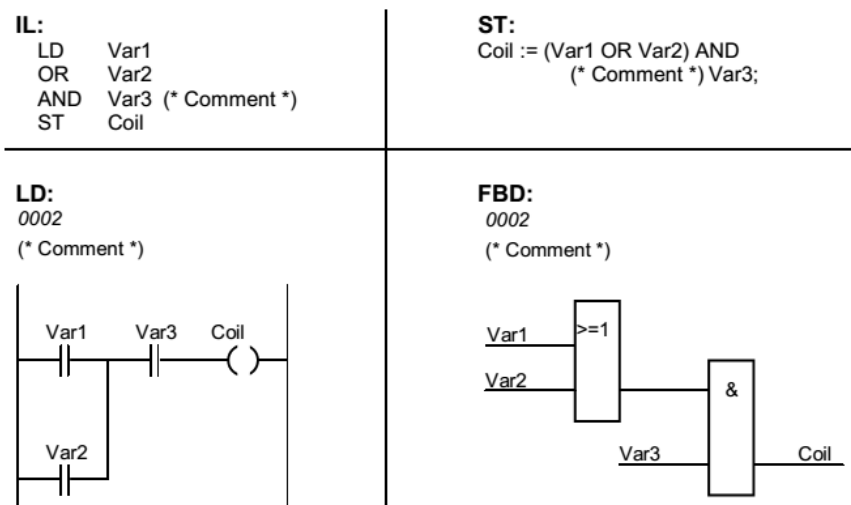 IL:
LD Var1
OR Var2
AND Var3 (* Comment *)
ST Coil
ST:
Coil := (Var1 OR Var2) AND
(* Comment *) Var3;
LD:
0002
(* Comment *)
Var1 Var3 Coil
Var2
FBD:
0002
(* Comment *)
Var1 >=1
Var2
&
Var3 Coil